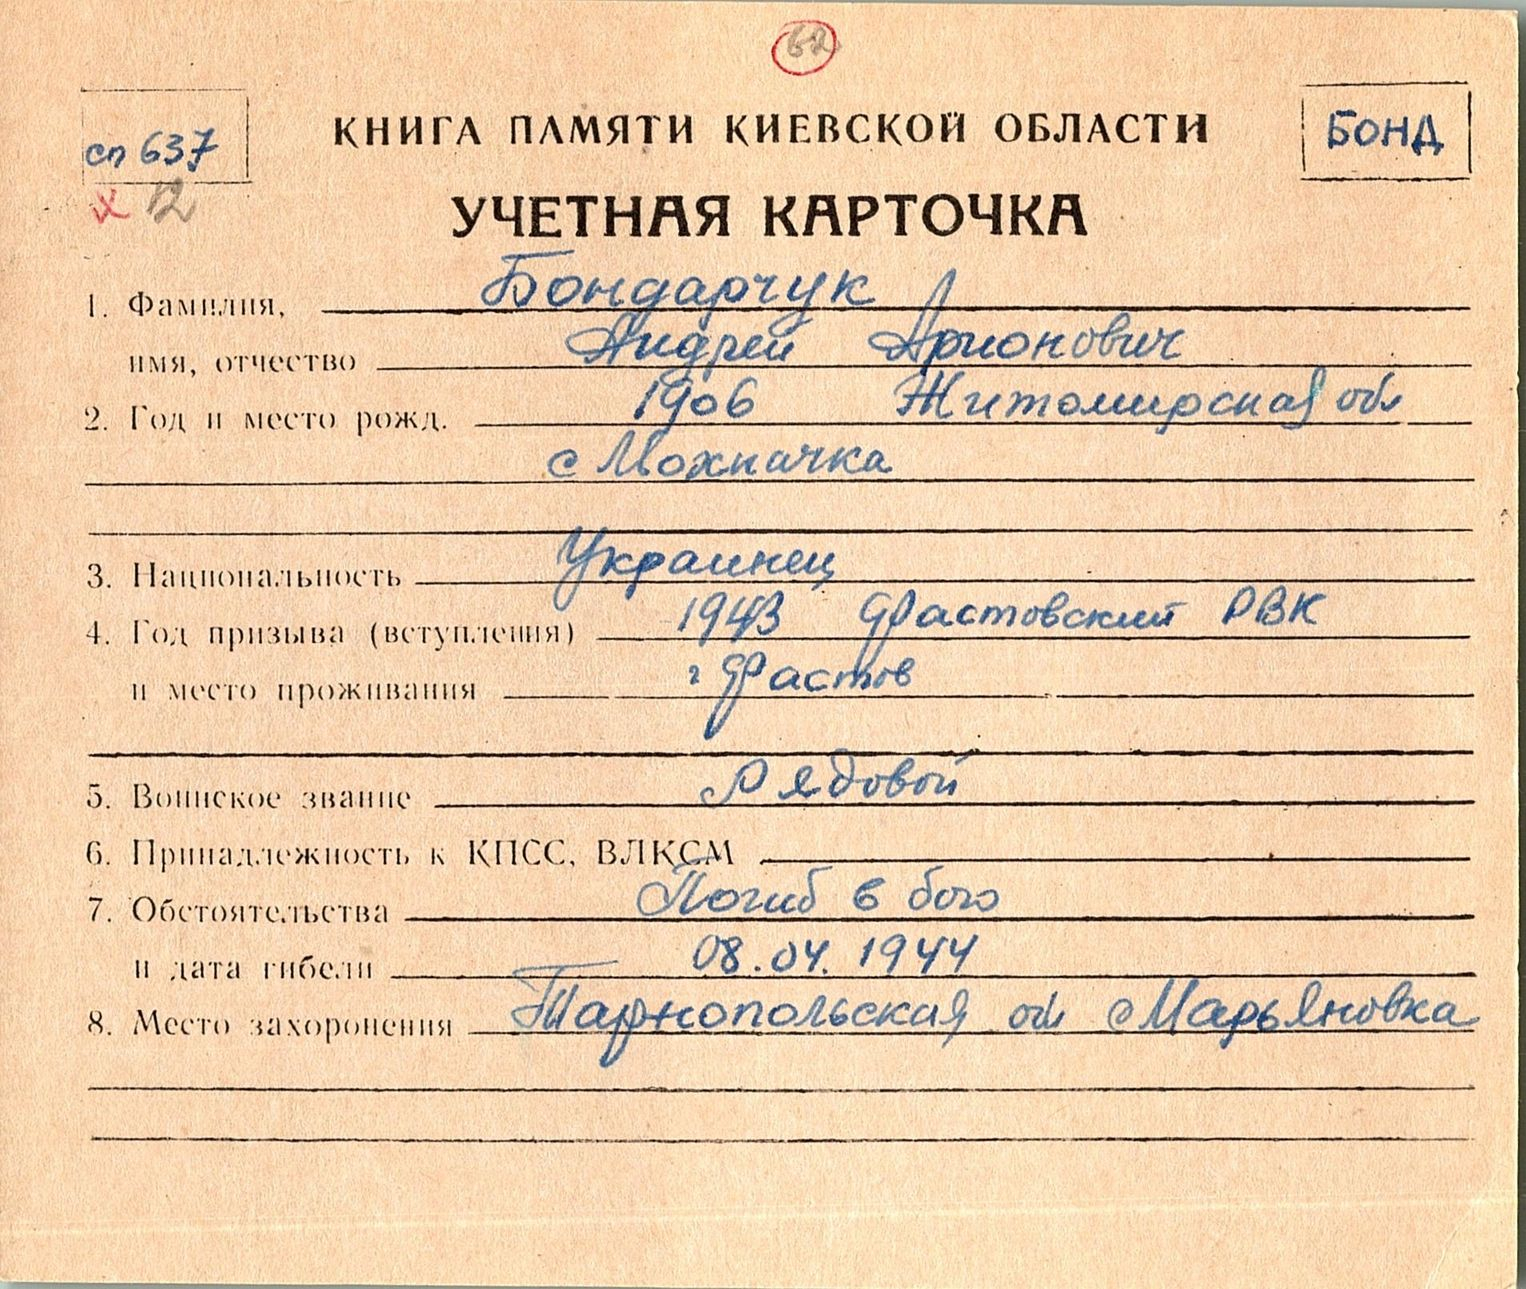 62
сп 637
КНИГА ПАМЯТИ КИЕВСКОЙ ОБЛАСТИ
БОНД
х 12
УЧЕТНАЯ КАРТОЧКА
1. Фамилия, Бондарчук
имя, отчество Андрей Арионович
2. Год и место рожд. 1906 Житомирская обл
с Мохначка
3. Национальность Украинец
4. Год призыва (вступления) 1943 Фастовский РВК
и место проживания г Фастов
5. Воинское звание Рядовой
6. Принадлежность к КПСС, ВЛКСМ
7. Обстоятельства Погиб в бою
и дата гибели 08.04.1944
8. Место захоронения Тарнопольская обл с Марьяновка